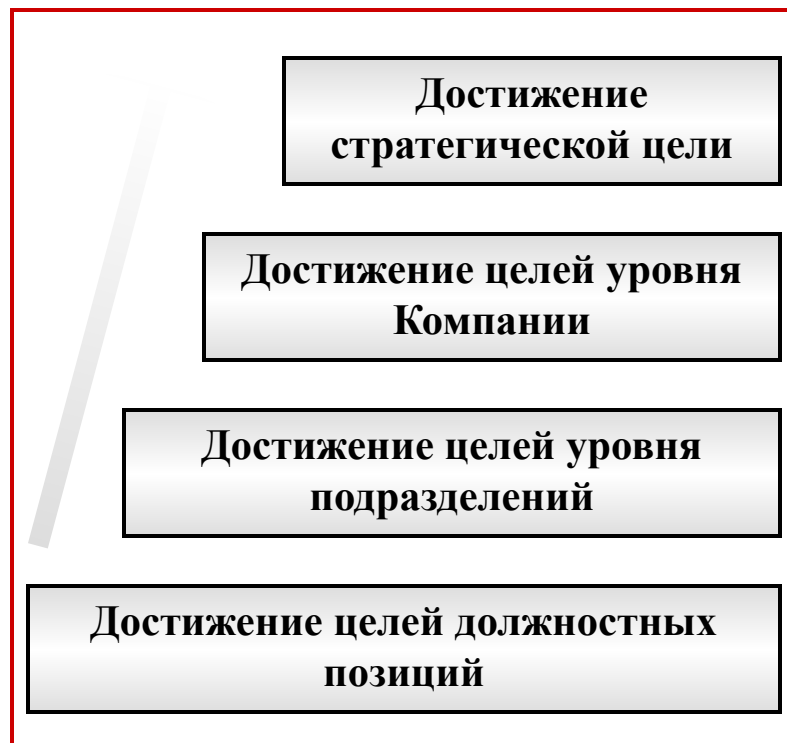 Достижение
стратегической цели
Достижение целей уровня
Компании
Достижение целей уровня
подразделений
Достижение целей должностных
позиций